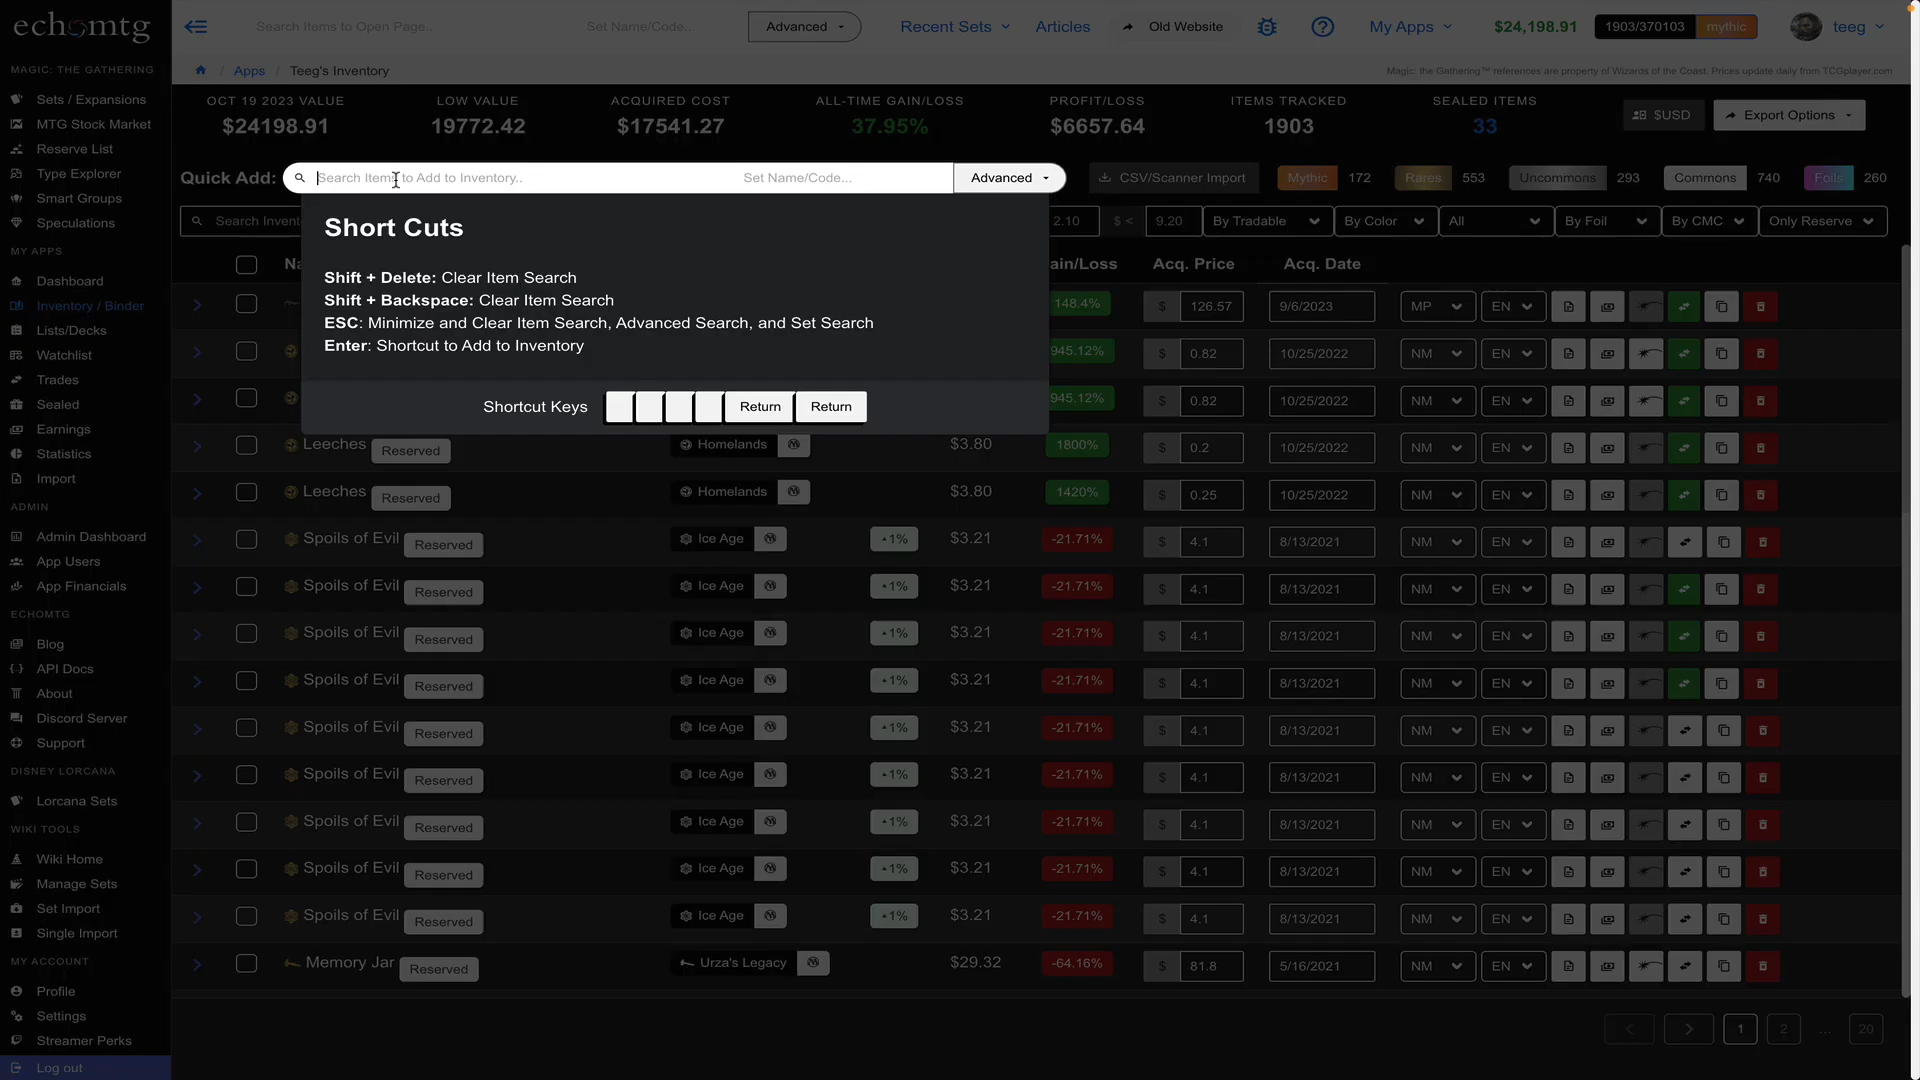 echomtg
Search Items to Open Page..
Set Name/Code...
Advanced
Recent Sets
Articles
Old Website
My Apps
$24,198.91
1903/370103
mythic
teeg
Apps / Teeg's Inventory
Magic: the Gathering™ references are property of Wizards of the Coast. Prices update daily from TCGplayer.com
MAGIC: THE GATHERING
Sets / Expansions
MTG Stock Market
Reserve List
Type Explorer
Smart Groups
Speculations
MY APPS
Dashboard
Inventory / Binder
Lists/Decks
Watchlist
Trades
Sealed
Earnings
Statistics
Import
ADMIN
Admin Dashboard
App Users
App Financials
ECHOMTG
Blog
API Docs
About
Discord Server
Support
DISNEY LORCANA
Lorcana Sets
WIKI TOOLS
Wiki Home
Manage Sets
Set Import
Single Import
MY ACCOUNT
Profile
Settings
Streamer Perks
Log out
OCT 19 2023 VALUE
$24198.91
LOW VALUE
19772.42
ACQUIRED COST
$17541.27
ALL-TIME GAIN/LOSS
37.95%
PROFIT/LOSS
$6657.64
ITEMS TRACKED
1903
SEALED ITEMS
33
$USD
Export Options
Quick Add:
Search Items to Add to Inventory..
Set Name/Code...
Advanced
CSV/Scanner Import
Mythic 172
Rares 553
Uncommons 293
Commons 740
Foils 260
Search Invent
2.10
$ <
9.20
By Tradable
By Color
All
By Foil
By CMC
Only Reserve
Short Cuts
Shift + Delete: Clear Item Search
Shift + Backspace: Clear Item Search
ESC: Minimize and Clear Item Search, Advanced Search, and Set Search
Enter: Shortcut to Add to Inventory
Shortcut Keys
Return
Return
Na
ain/Loss
Acq. Price
Acq. Date
148.4% $ 126.57 9/6/2023 MP EN
945.12% $ 0.82 10/25/2022 NM EN
945.12% $ 0.82 10/25/2022 NM EN
Leeches Reserved Homelands $3.80 1800% $ 0.2 10/25/2022 NM EN
Leeches Reserved Homelands $3.80 1420% $ 0.25 10/25/2022 NM EN
Spoils of Evil Reserved Ice Age 1% $3.21 -21.71% $ 4.1 8/13/2021 NM EN
Spoils of Evil Reserved Ice Age 1% $3.21 -21.71% $ 4.1 8/13/2021 NM EN
Spoils of Evil Reserved Ice Age 1% $3.21 -21.71% $ 4.1 8/13/2021 NM EN
Spoils of Evil Reserved Ice Age 1% $3.21 -21.71% $ 4.1 8/13/2021 NM EN
Spoils of Evil Reserved Ice Age 1% $3.21 -21.71% $ 4.1 8/13/2021 NM EN
Spoils of Evil Reserved Ice Age 1% $3.21 -21.71% $ 4.1 8/13/2021 NM EN
Spoils of Evil Reserved Ice Age 1% $3.21 -21.71% $ 4.1 8/13/2021 NM EN
Spoils of Evil Reserved Ice Age 1% $3.21 -21.71% $ 4.1 8/13/2021 NM EN
Spoils of Evil Reserved Ice Age 1% $3.21 -21.71% $ 4.1 8/13/2021 NM EN
Memory Jar Reserved Urza's Legacy $29.32 -64.16% $ 81.8 5/16/2021 NM EN
1 2 ... 20